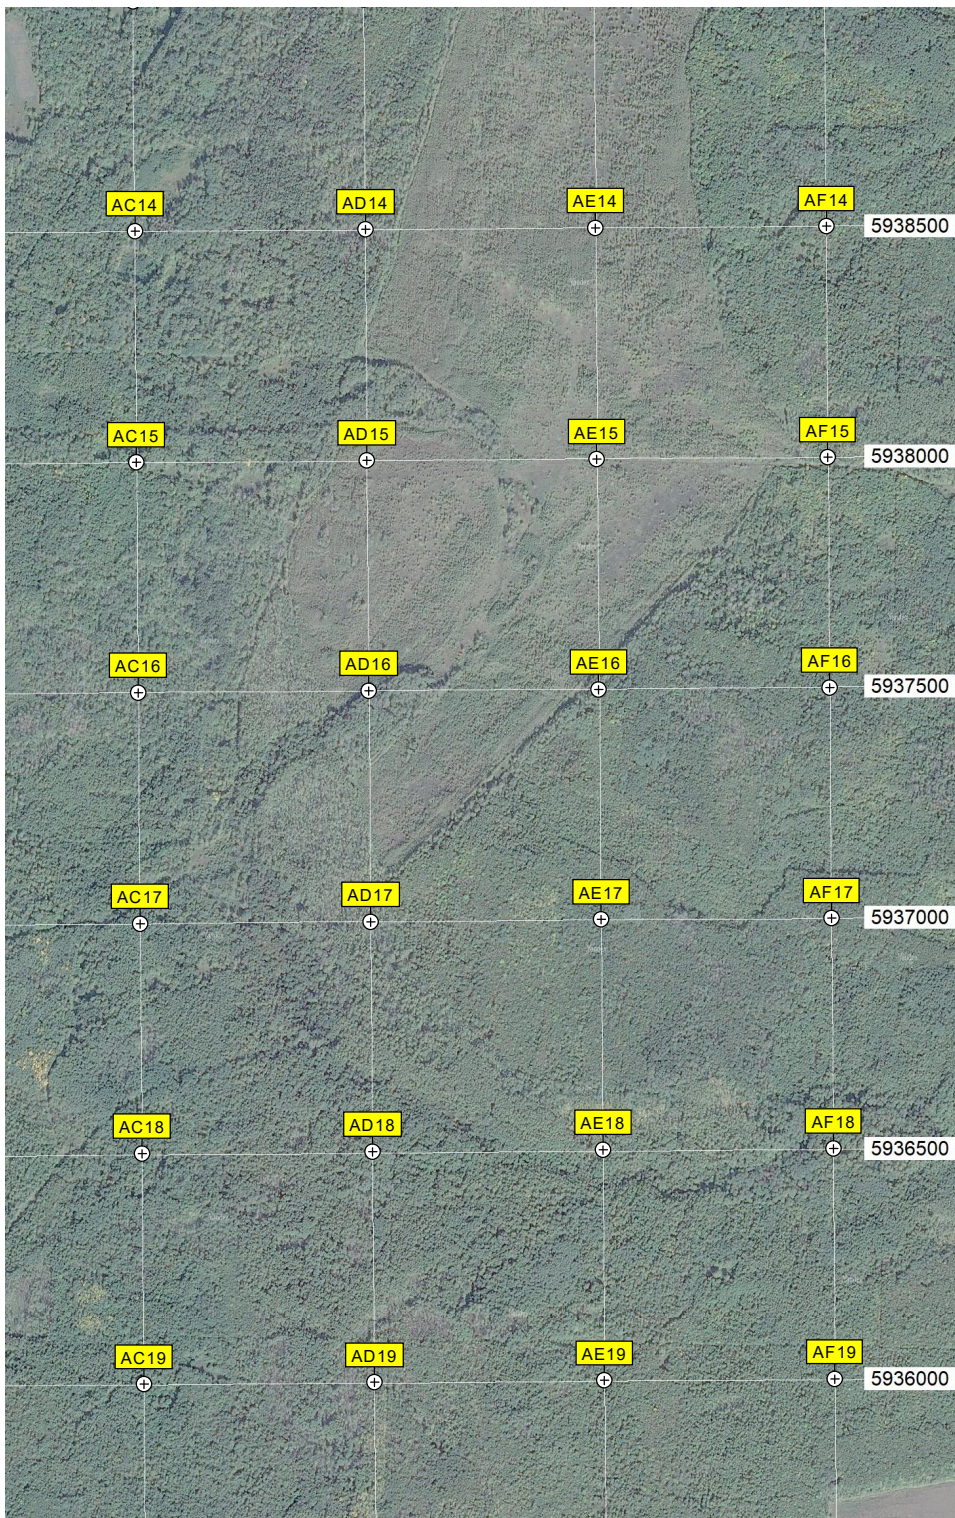 AC14 AD14 AE14 AF14
5938500
AC15 AD15 AE15 AF15
5938000
AC16 AD16 AE16 AF16
5937500
AC17 AD17 AE17 AF17
5937000
AC18 AD18 AE18 AF18
5936500
AC19 AD19 AE19 AF19
5936000